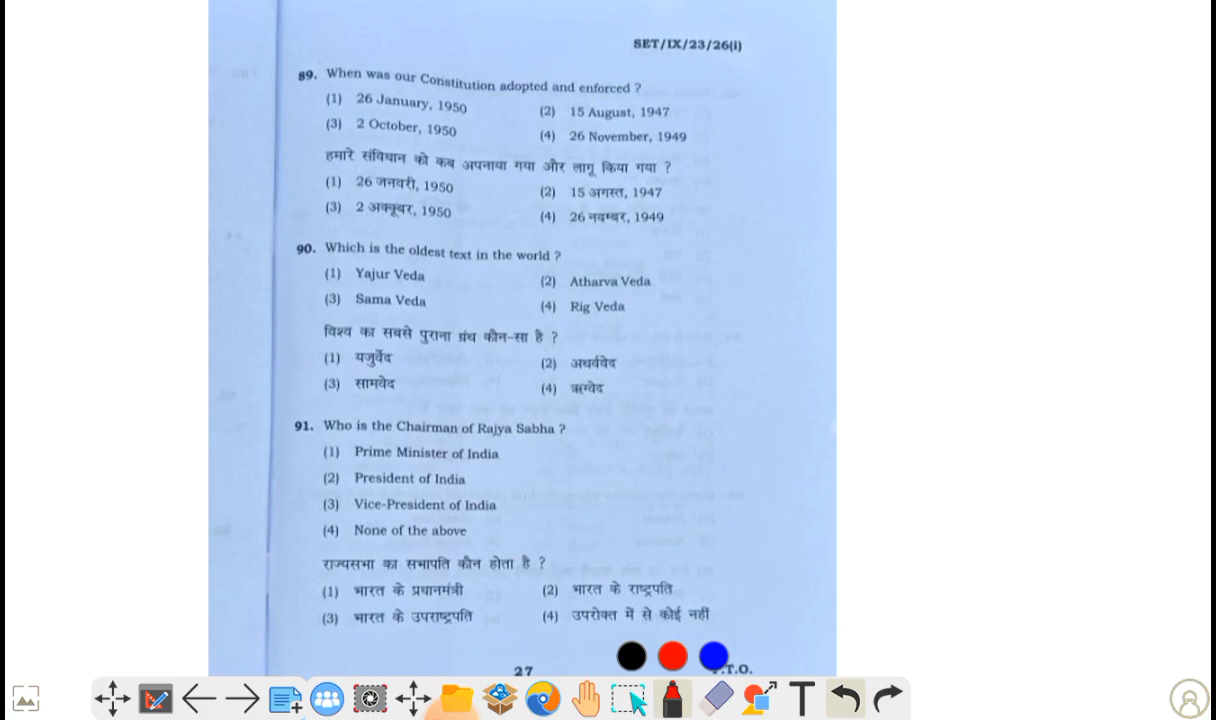 SET/IX/23/26(i)
89. When was our Constitution adopted and enforced ?
(1) 26 January, 1950 (2) 15 August, 1947
(3) 2 October, 1950 (4) 26 November, 1949
हमारे संविधान को कब अपनाया गया और लागू किया गया ?
(1) 26 जनवरी, 1950 (2) 15 अगस्त, 1947
(3) 2 अक्कूबर, 1950 (4) 26 नवम्बर, 1949
90. Which is the oldest text in the world ?
(1) Yajur Veda (2) Atharva Veda
(3) Sama Veda (4) Rig Veda
विश्व का सबसे पुराना ग्रंथ कौन-सा है ?
(1) यजुर्वेद (2) अथर्ववेद
(3) सामवेद (4) ऋग्वेद
91. Who is the Chairman of Rajya Sabha ?
(1) Prime Minister of India
(2) President of India
(3) Vice-President of India
(4) None of the above
राज्यसभा का सभापति कौन होता है ?
(1) भारत के प्रधानमंत्री (2) भारत के राष्ट्रपति
(3) भारत के उपराष्ट्रपति (4) उपरोक्त में से कोई नहीं
27 .T.O.